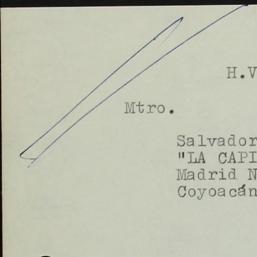 H.V
Mtro.
Salvador
"LA CAPI
Madrid N
Coyoacán